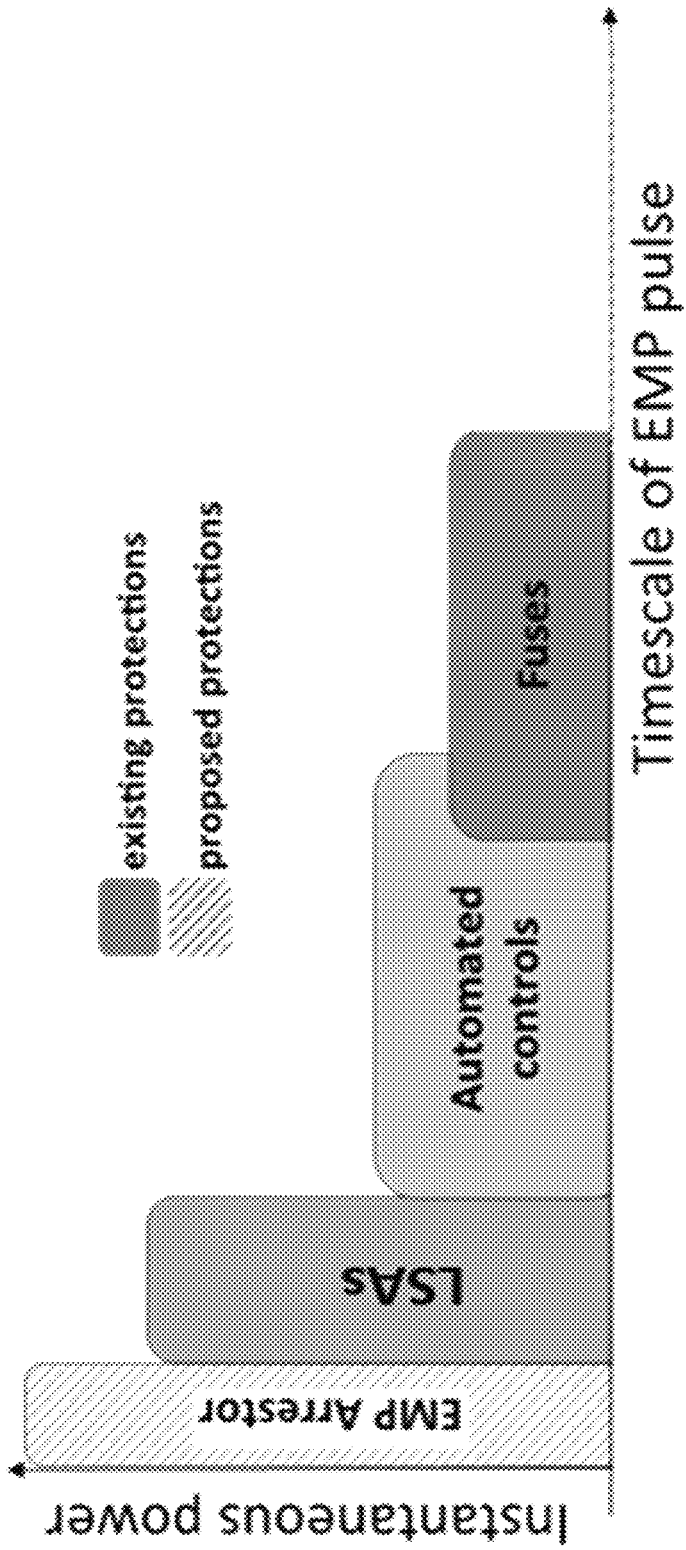 existing protections
proposed protections
Instantaneous power
EMP Arrestor
LSAs
Automated
controls
Fuses
Timescale of EMP pulse